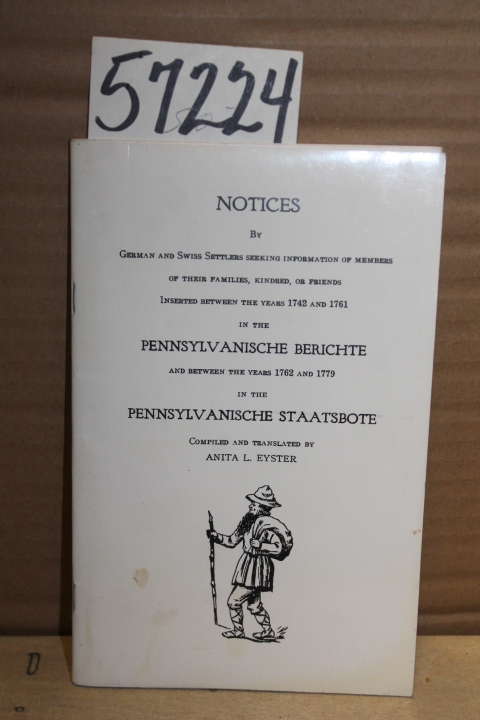 57224
NOTICES
By
German and Swiss Settlers seeking information of members
of their families, kindred, or friends
Inserted between the years 1742 and 1761
in the
PENNSYLVANISCHE BERICHTE
and between the years 1762 and 1779
in the
PENNSYLVANISCHE STAATSBOTE
Compiled and translated by
ANITA L. EYSTER
D